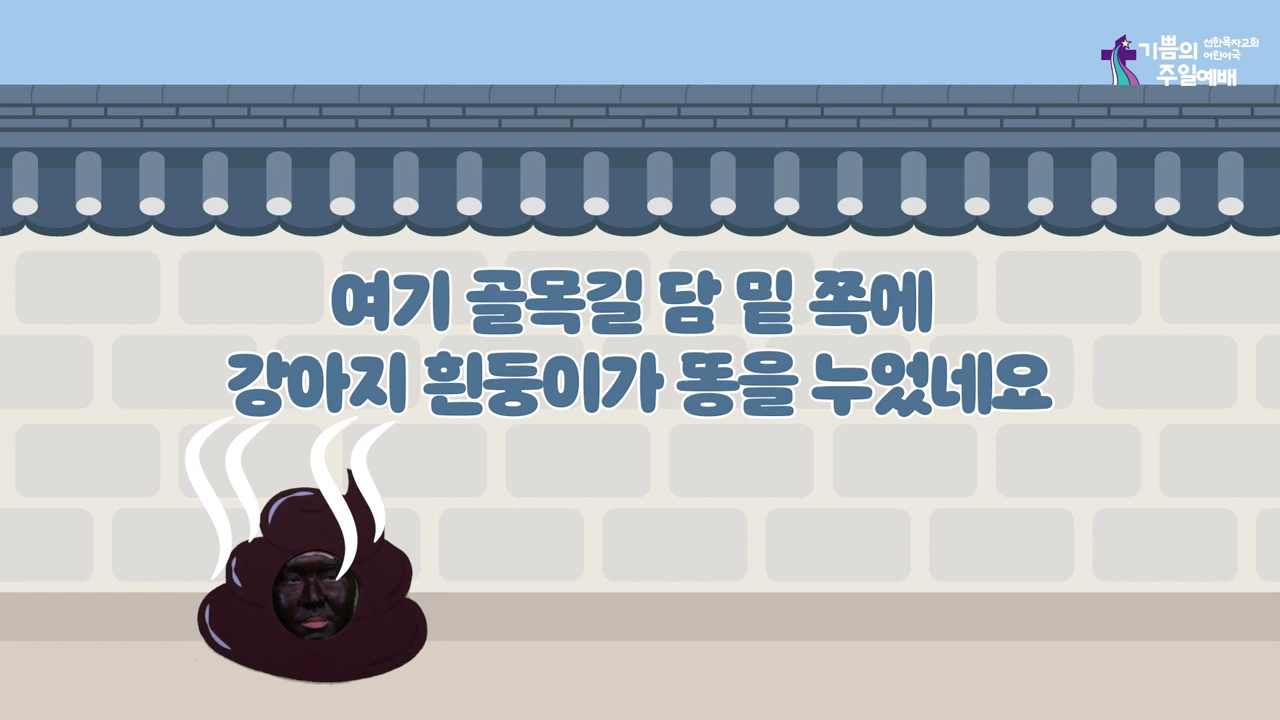 기쁨의 선한목자교회
어린이국
주일예배
여기 골목길 담 밑 쪽에
강아지 흰둥이가 똥을 누었네요